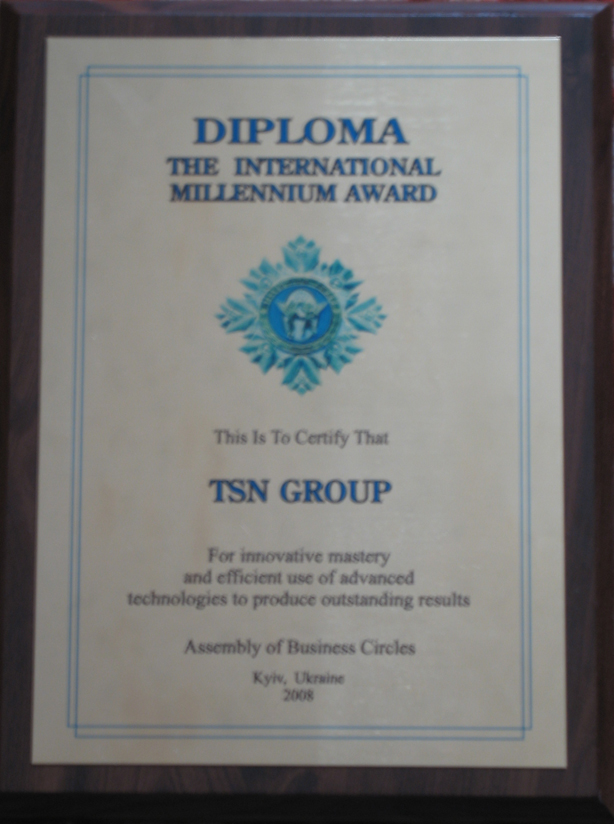 DIPLOMA
THE INTERNATIONAL
MILLENNIUM AWARD
This Is To Certify That
TSN GROUP
For innovative mastery
and efficient use of advanced
technologies to produce outstanding results
Assembly of Business Circles
Kyiv, Ukraine
2008